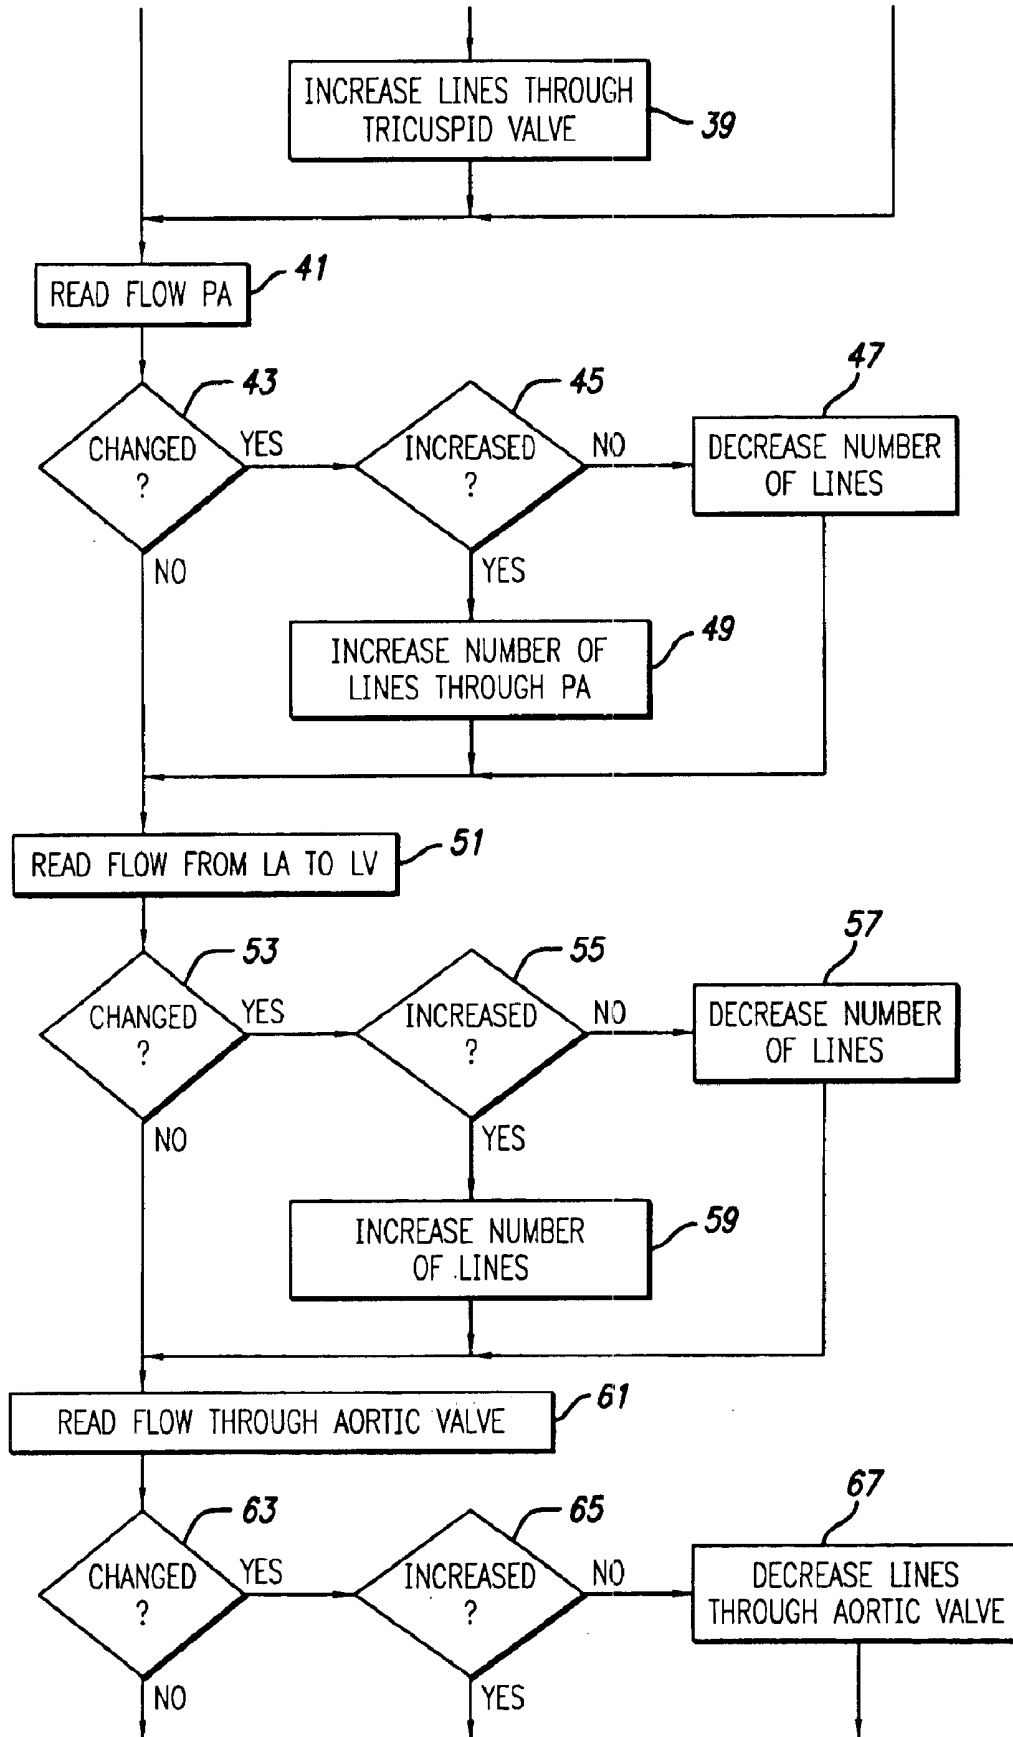 INCREASE LINES THROUGH
TRICUSPID VALVE
39
READ FLOW PA
41
CHANGED
?
43
YES
NO
INCREASED
?
45
NO
YES
DECREASE NUMBER
OF LINES
47
INCREASE NUMBER OF
LINES THROUGH PA
49
READ FLOW FROM LA TO LV
51
CHANGED
?
53
YES
NO
INCREASED
?
55
NO
YES
DECREASE NUMBER
OF LINES
57
INCREASE NUMBER
OF LINES
59
READ FLOW THROUGH AORTIC VALVE
61
CHANGED
?
63
YES
NO
INCREASED
?
65
NO
YES
DECREASE LINES
THROUGH AORTIC VALVE
67